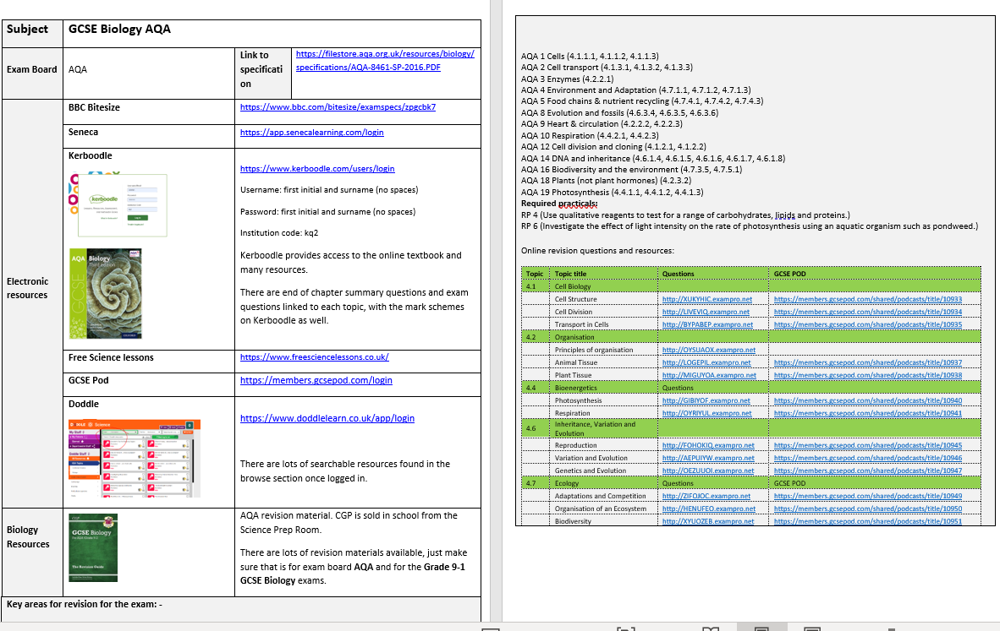 Subject
GCSE Biology AQA
Exam Board
AQA
Link to
specificati
on
https://filestore.aqa.org.uk/resources/biology/
specifications/AQA-8461-SP-2016.PDF
Electronic
resources
BBC Bitesize
https://www.bbc.com/bitesize/examspecs/zpgcbk7
Seneca
https://app.senecalearning.com/login
Kerboodle
kerboodle
AQA Biology
Third edition
GCSE
https://www.kerboodle.com/users/login
Username: first initial and surname (no spaces)
Password: first initial and surname (no spaces)
Institution code: kq2
Kerboodle provides access to the online textbook and
many resources.
There are end of chapter summary questions and exam
questions linked to each topic, with the mark schemes
on Kerboodle as well.
Free Science lessons
https://www.freesciencelessons.co.uk/
GCSE Pod
https://members.gcsepod.com/login
Doddle
Science
My Stuff
https://www.doddlelearn.co.uk/app/login
There are lots of searchable resources found in the
browse section once logged in.
Biology
Resources
CGP
GCSE Biology
The Revision Guide
AQA revision material. CGP is sold in school from the
Science Prep Room.
There are lots of revision materials available, just make
sure that is for exam board AQA and for the Grade 9-1
GCSE Biology exams.
Key areas for revision for the exam: -
AQA 1 Cells (4.1.1.1, 4.1.1.2, 4.1.1.3)
AQA 2 Cell transport (4.1.3.1, 4.1.3.2, 4.1.3.3)
AQA 3 Enzymes (4.2.2.1)
AQA 4 Environment and Adaptation (4.7.1.1, 4.7.1.2, 4.7.1.3)
AQA 5 Food chains & nutrient recycling (4.7.4.1, 4.7.4.2, 4.7.4.3)
AQA 8 Evolution and fossils (4.6.3.4, 4.6.3.5, 4.6.3.6)
AQA 9 Heart & circulation (4.2.2.2, 4.2.2.3)
AQA 10 Respiration (4.4.2.1, 4.4.2.3)
AQA 12 Cell division and cloning (4.1.2.1, 4.1.2.2)
AQA 14 DNA and inheritance (4.6.1.4, 4.6.1.5, 4.6.1.6, 4.6.1.7, 4.6.1.8)
AQA 16 Biodiversity and the environment (4.7.3.5, 4.7.5.1)
AQA 18 Plants (not plant hormones) (4.2.3.2)
AQA 19 Photosynthesis (4.4.1.1, 4.4.1.2, 4.4.1.3)
Required practicals:
RP 4 (Use qualitative reagents to test for a range of carbohydrates, lipids and proteins.)
RP 6 (Investigate the effect of light intensity on the rate of photosynthesis using an aquatic organism such as pondweed.)
Online revision questions and resources:
Topic Topic title Questions GCSE POD
4.1 Cell Biology
Cell Structure http://XUKYHIC.exampro.net https://members.gcsepod.com/shared/podcasts/title/10933
Cell Division http://LIVEVIQ.exampro.net https://members.gcsepod.com/shared/podcasts/title/10934
Transport in Cells http://BYPABEP.exampro.net https://members.gcsepod.com/shared/podcasts/title/10935
4.2 Organisation
Principles of organisation http://OYSUAOX.exampro.net
Animal Tissue http://LOGEPIL.exampro.net https://members.gcsepod.com/shared/podcasts/title/10937
Plant Tissue http://MIGUYOA.exampro.net https://members.gcsepod.com/shared/podcasts/title/10938
4.4 Bioenergetics Questions
Photosynthesis http://GIBIYOF.exampro.net https://members.gcsepod.com/shared/podcasts/title/10940
Respiration http://OYRIYUL.exampro.net https://members.gcsepod.com/shared/podcasts/title/10941
4.6 Inheritance, Variation and
Evolution
Reproduction http://FOHOKIQ.exampro.net https://members.gcsepod.com/shared/podcasts/title/10945
Variation and Evolution http://AEPUIYW.exampro.net https://members.gcsepod.com/shared/podcasts/title/10946
Genetics and Evolution http://OEZUUOI.exampro.net https://members.gcsepod.com/shared/podcasts/title/10947
4.7 Ecology Questions GCSE POD
Adaptations and Competition http://ZIFOJOC.exampro.net https://members.gcsepod.com/shared/podcasts/title/10949
Organisation of an Ecosystem http://HENUFEO.exampro.net https://members.gcsepod.com/shared/podcasts/title/10950
Biodiversity http://XYUOZEB.exampro.net https://members.gcsepod.com/shared/podcasts/title/10951